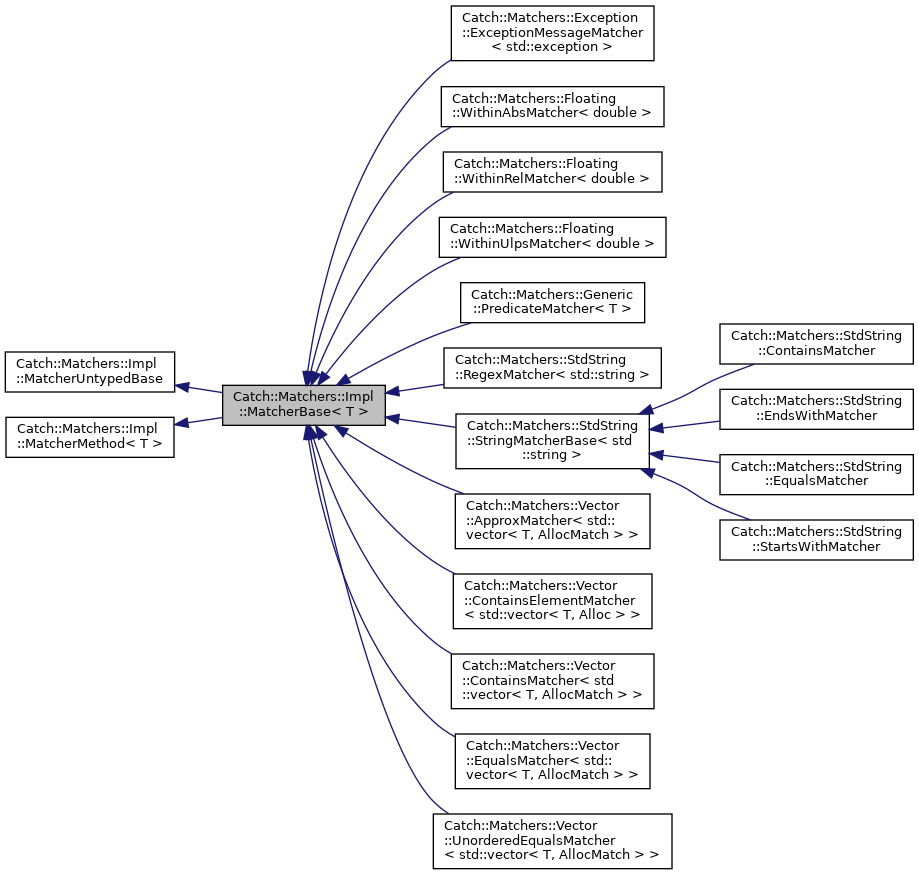 Catch::Matchers::Exception
::ExceptionMessageMatcher
< std::exception >
Catch::Matchers::Floating
::WithinAbsMatcher< double >
Catch::Matchers::Floating
::WithinRelMatcher< double >
Catch::Matchers::Floating
::WithinUlpsMatcher< double >
Catch::Matchers::Generic
::PredicateMatcher< T >
Catch::Matchers::StdString
::RegexMatcher< std::string >
Catch::Matchers::StdString
::StringMatcherBase< std
::string >
Catch::Matchers::Vector
::ApproxMatcher< std::
vector< T, AllocMatch > >
Catch::Matchers::Vector
::ContainsElementMatcher
< std::vector< T, Alloc > >
Catch::Matchers::Vector
::ContainsMatcher< std
::vector< T, AllocMatch > >
Catch::Matchers::Vector
::EqualsMatcher< std::
vector< T, AllocMatch > >
Catch::Matchers::Vector
::UnorderedEqualsMatcher
< std::vector< T, AllocMatch > >
Catch::Matchers::Impl
::MatcherUntypedBase
Catch::Matchers::Impl
::MatcherMethod< T >
Catch::Matchers::Impl
::MatcherBase< T >
Catch::Matchers::StdString
::ContainsMatcher
Catch::Matchers::StdString
::EndsWithMatcher
Catch::Matchers::StdString
::EqualsMatcher
Catch::Matchers::StdString
::StartsWithMatcher